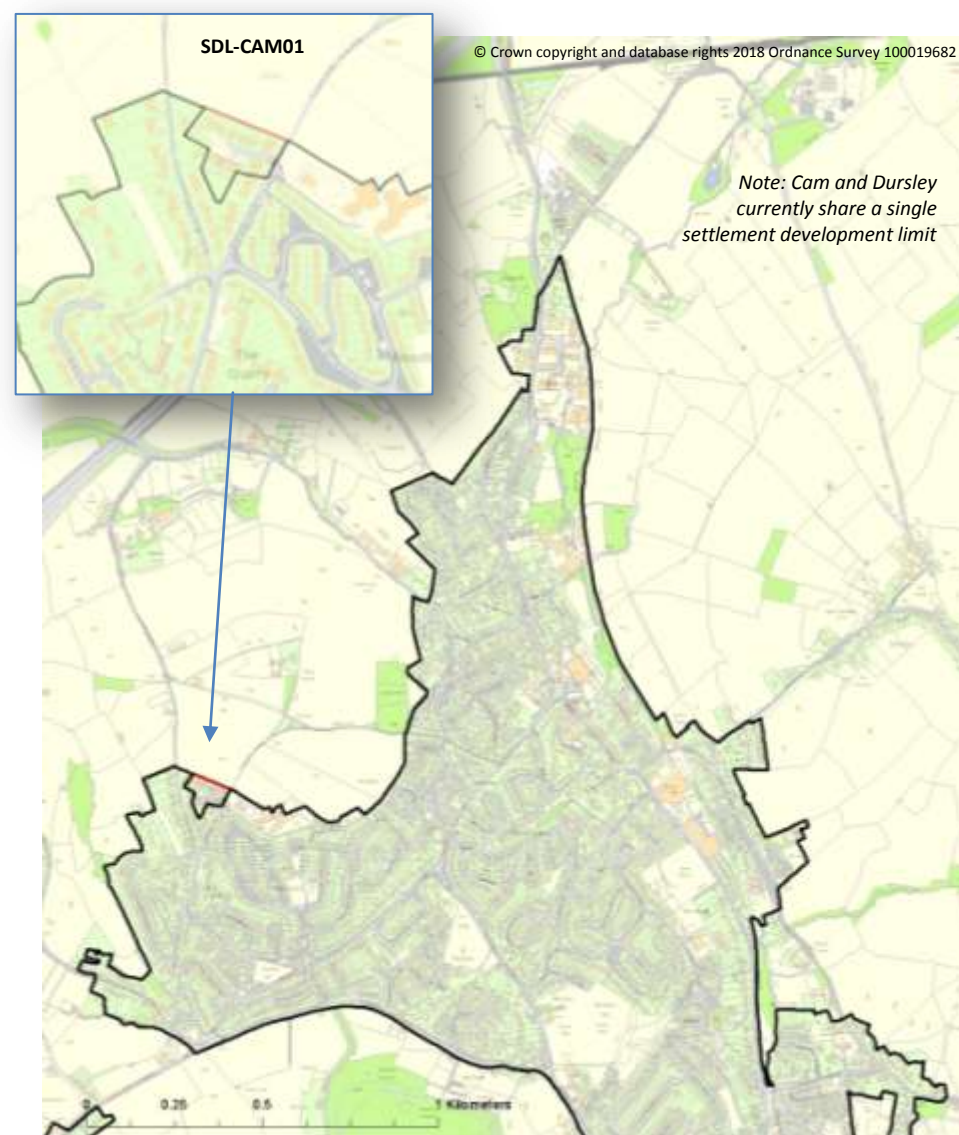 SDL-CAM01
© Crown copyright and database rights 2018 Ordnance Survey 100019682
Note: Cam and Dursley
currently share a single
settlement development limit
0 0.25 0.5 1 Kilometers